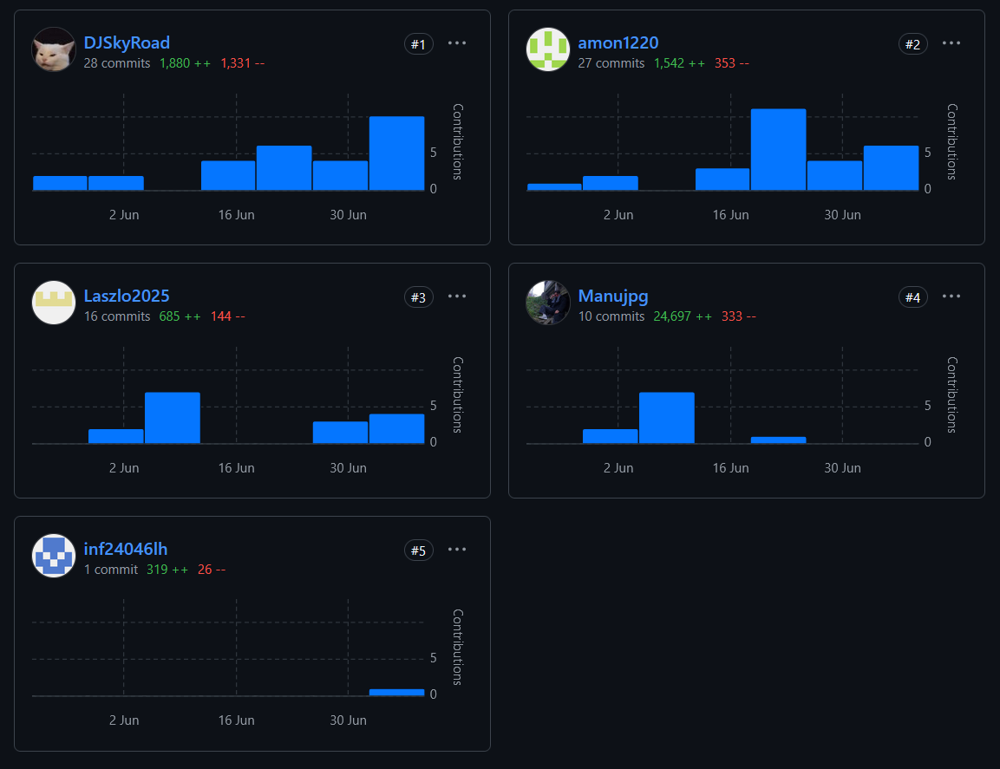 DJSkyRoad
#1
28 commits 1,880 ++ 1,331 --
Contributions
5
0
2 Jun 16 Jun 30 Jun
amon1220
#2
27 commits 1,542 ++ 353 --
Contributions
5
0
2 Jun 16 Jun 30 Jun
Laszlo2025
#3
16 commits 685 ++ 144 --
Contributions
5
0
2 Jun 16 Jun 30 Jun
Manujpg
#4
10 commits 24,697 ++ 333 --
Contributions
5
0
2 Jun 16 Jun 30 Jun
inf24046lh
#5
1 commit 319 ++ 26 --
Contributions
5
0
2 Jun 16 Jun 30 Jun